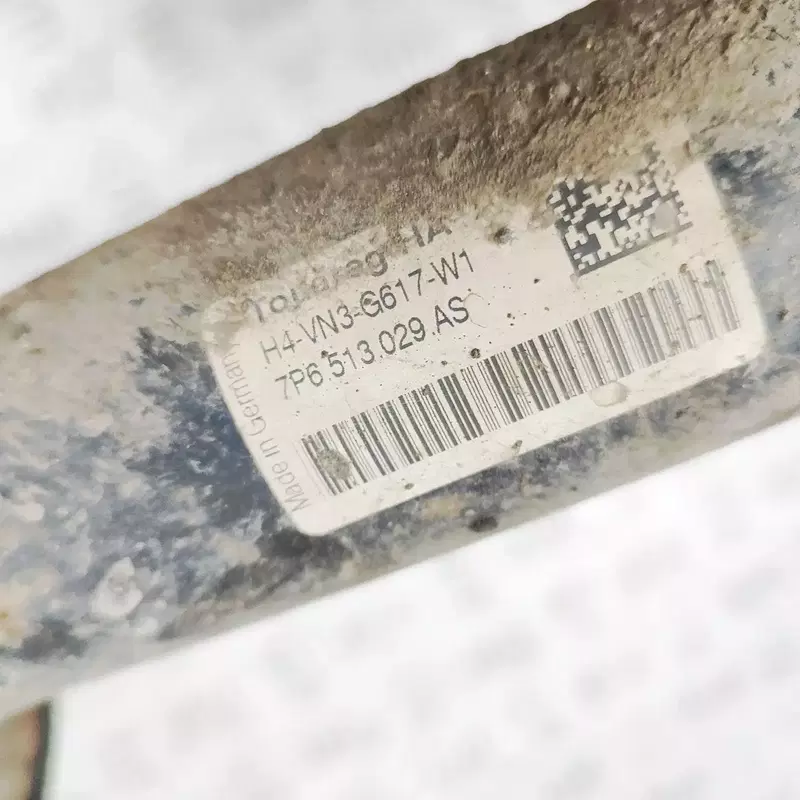 Touareg HA
H4-VN3-G617-W1
7P6 513 029 AS
Made in Germany